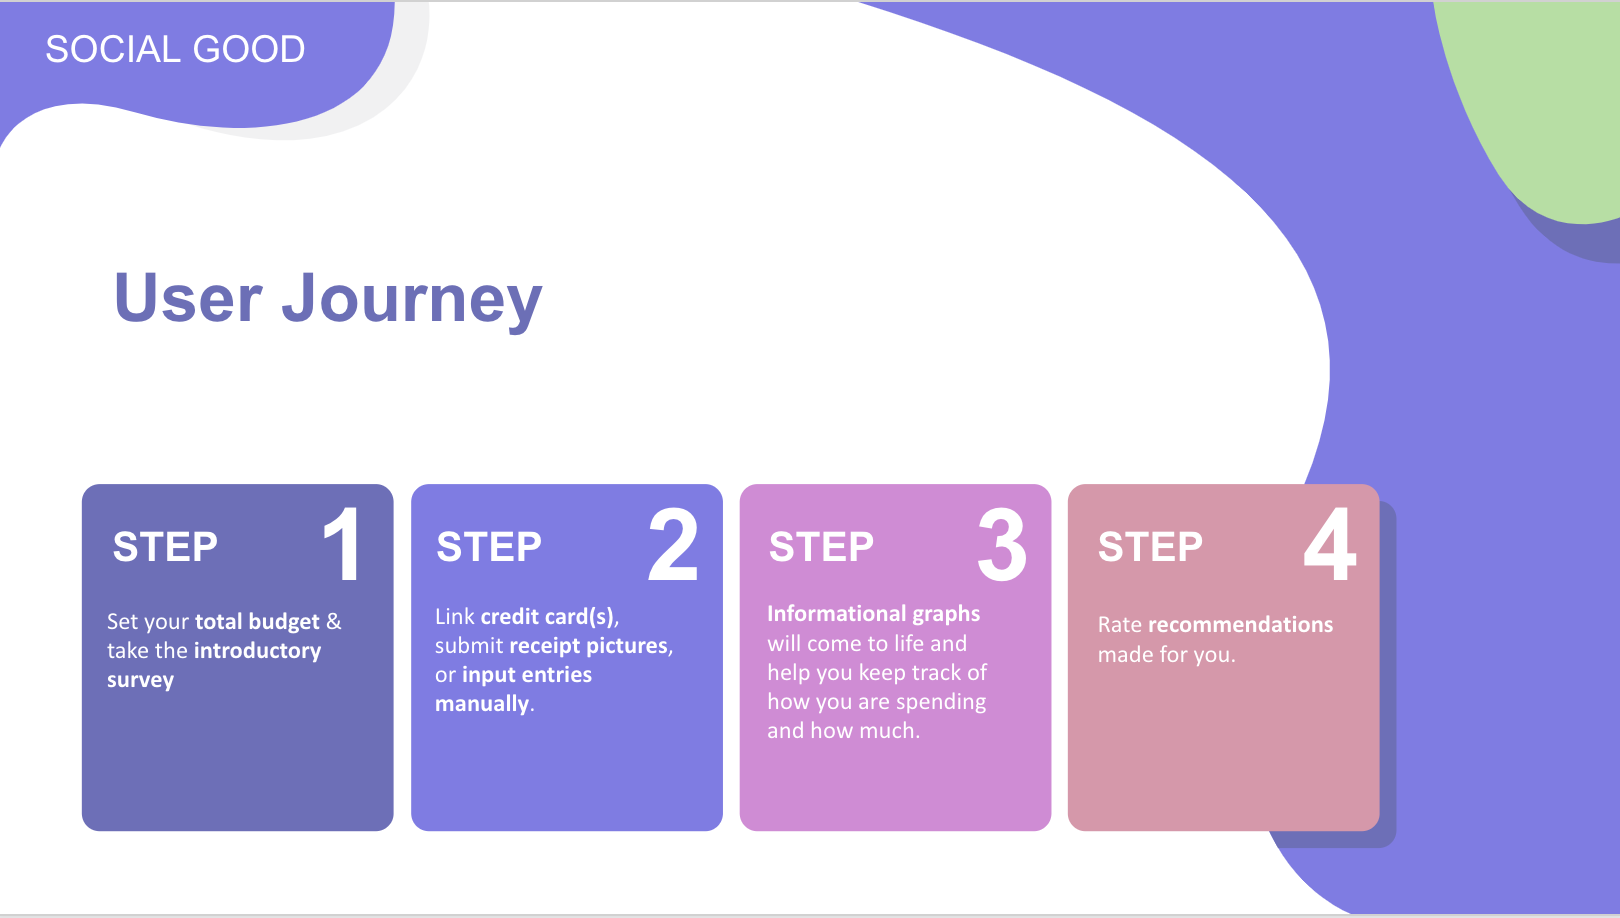 SOCIAL GOOD
User Journey
STEP 1
Set your total budget &
take the introductory
survey
STEP 2
Link credit card(s),
submit receipt pictures,
or input entries
manually.
STEP 3
Informational graphs
will come to life and
help you keep track of
how you are spending
and how much.
STEP 4
Rate recommendations
made for you.